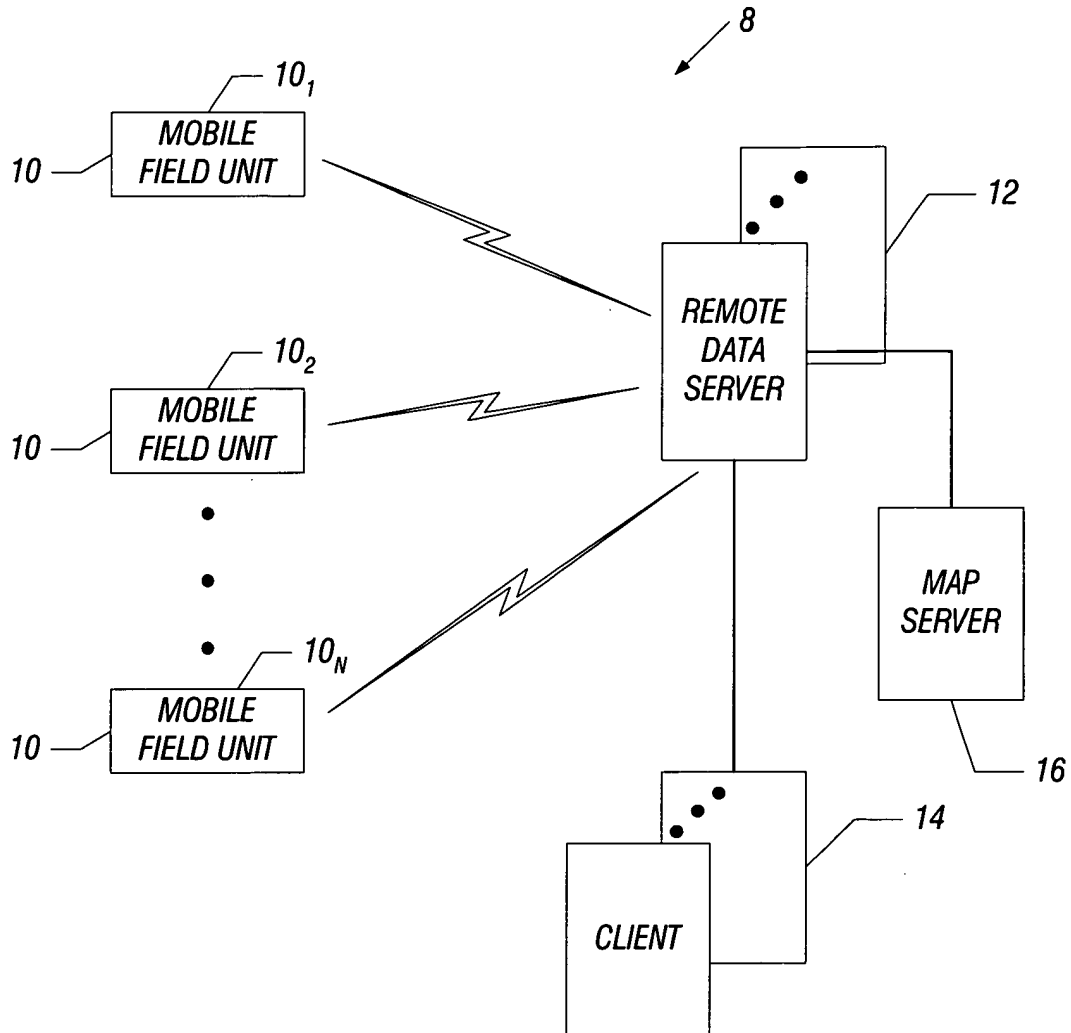 8
10₁
MOBILE
FIELD UNIT
10
12
REMOTE
DATA
SERVER
10₂
MOBILE
FIELD UNIT
10
MAP
SERVER
10_N
MOBILE
FIELD UNIT
10
16
14
CLIENT